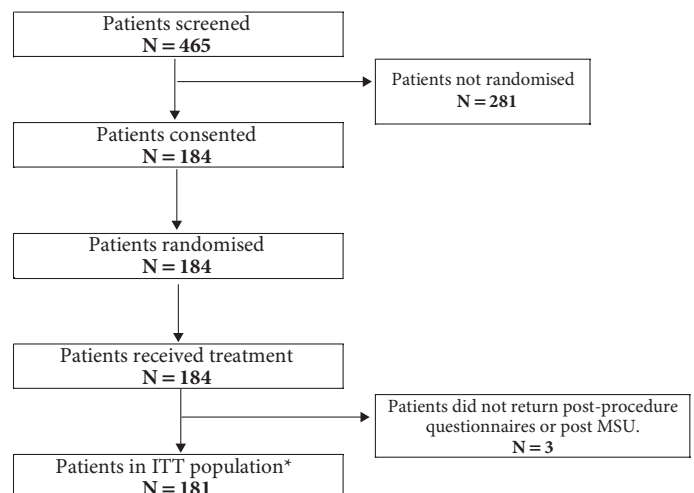 Patients screened
N = 465
Patients not randomised
N = 281
Patients consented
N = 184
Patients randomised
N = 184
Patients received treatment
N = 184
Patients did not return post-procedure
questionnaires or post MSU.
N = 3
Patients in ITT population*
N = 181